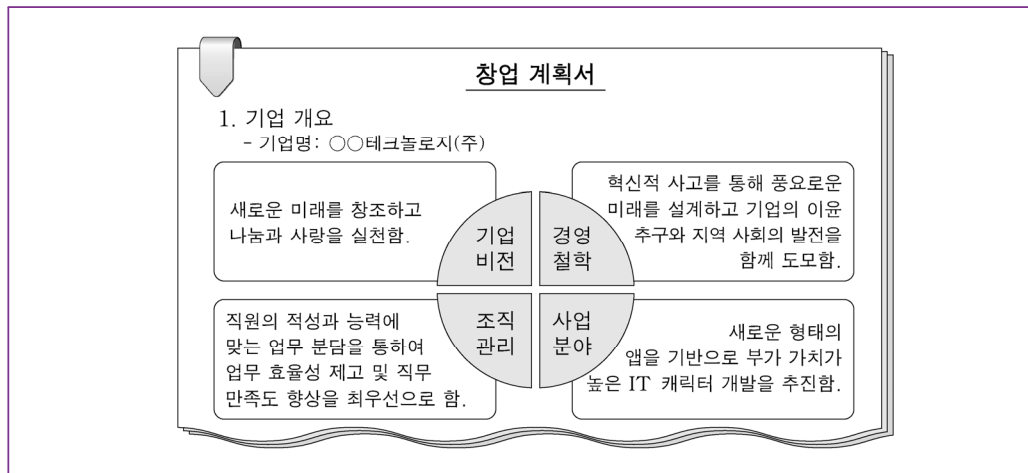 창업 계획서
1. 기업 개요
- 기업명: ○○테크놀로지(주)
새로운 미래를 창조하고
나눔과 사랑을 실천함.
기업
비전
경영
철학
혁신적 사고를 통해 풍요로운
미래를 설계하고 기업의 이윤
추구와 지역 사회의 발전을
함께 도모함.
직원의 적성과 능력에
맞는 업무 분담을 통하여
업무 효율성 제고 및 직무
만족도 향상을 최우선으로 함.
조직
관리
사업
분야
새로운 형태의
앱을 기반으로 부가 가치가
높은 IT 캐릭터 개발을 추진함.